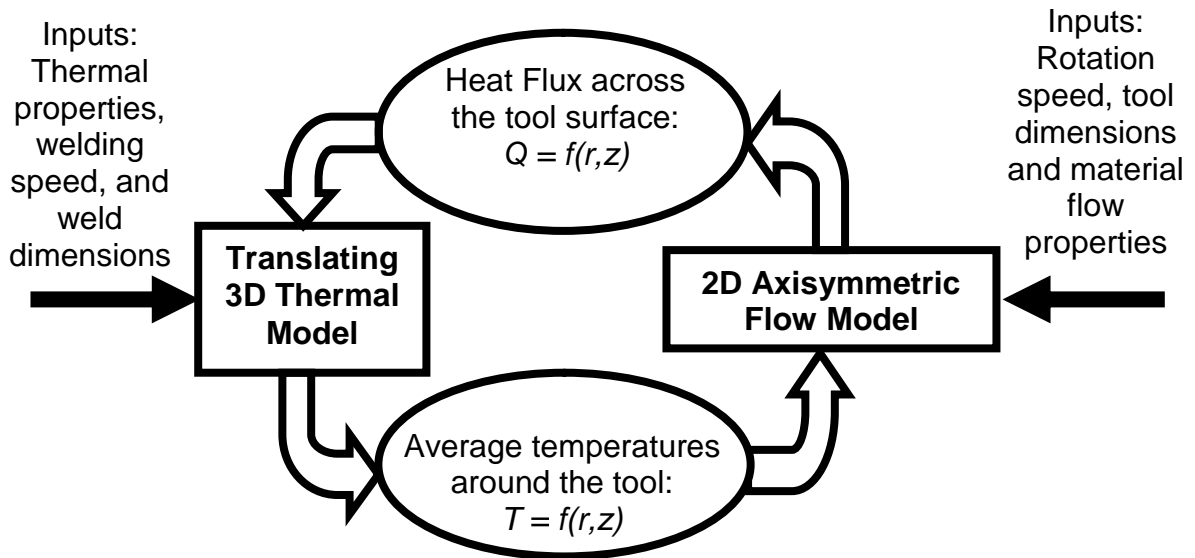 Inputs:
Thermal
properties,
welding
speed, and
weld
dimensions
Heat Flux across
the tool surface:
Q = f(r,z)
Inputs:
Rotation
speed, tool
dimensions
and material
flow
properties
Translating
3D Thermal
Model
2D Axisymmetric
Flow Model
Average temperatures
around the tool:
T = f(r,z)